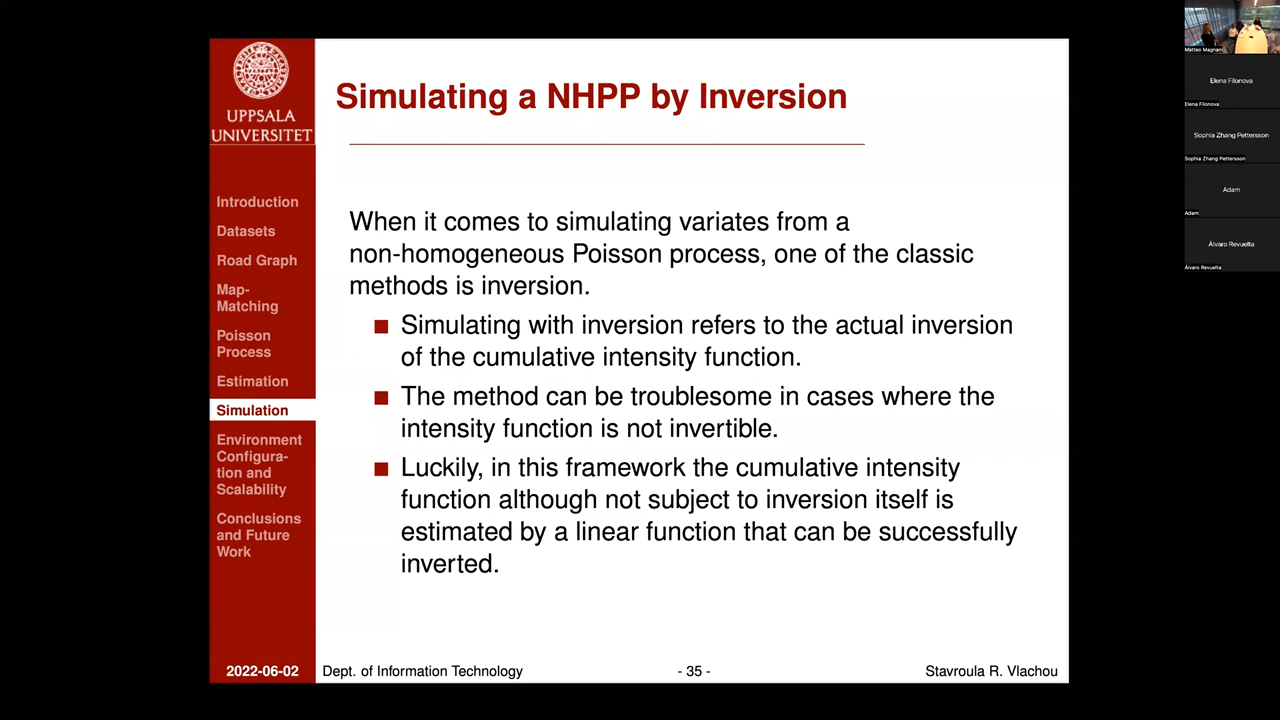 UPPSALA
UNIVERSITET
Introduction
Datasets
Road Graph
Map-
Matching
Poisson
Process
Estimation
Simulation
Environment
Configura-
tion and
Scalability
Conclusions
and Future
Work
Simulating a NHPP by Inversion
When it comes to simulating variates from a
non-homogeneous Poisson process, one of the classic
methods is inversion.
Simulating with inversion refers to the actual inversion
of the cumulative intensity function.
The method can be troublesome in cases where the
intensity function is not invertible.
Luckily, in this framework the cumulative intensity
function although not subject to inversion itself is
estimated by a linear function that can be successfully
inverted.
2022-06-02 Dept. of Information Technology - 35 - Stavroula R. Vlachou
Matteo Magnani
Elena Filonova
Elena Filonova
Sophia Zhang Pettersson
Sophia Zhang Pettersson
Adam
Adam
Álvaro Revuelta
Álvaro Revuelta